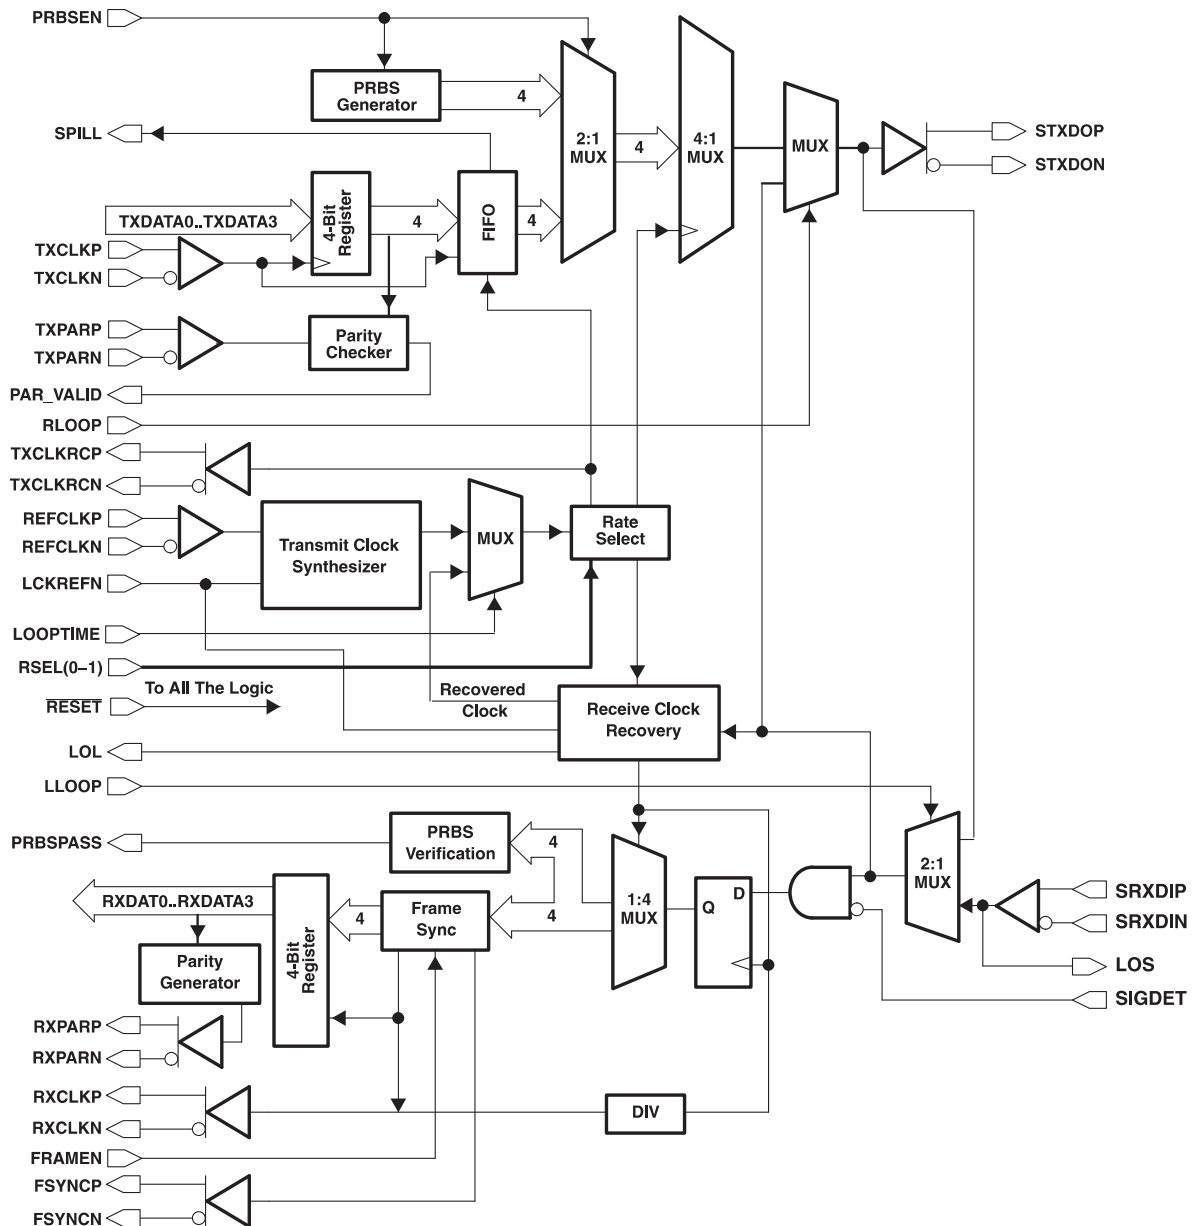 PRBSEN
PRBS
Generator
4
SPILL
2:1
MUX
4
4:1
MUX
MUX
STXDOP
STXDON
TXDATA0..TXDATA3
4-Bit
Register
4
FIFO
4
TXCLKP
TXCLKN
TXPARP
TXPARN
Parity
Checker
PAR_VALID
RLOOP
TXCLKRCP
TXCLKRCN
REFCLKP
REFCLKN
Transmit Clock
Synthesizer
MUX
Rate
Select
LCKREFN
LOOPTIME
RSEL(0–1)
RESET
To All The Logic
Recovered
Clock
Receive Clock
Recovery
LOL
LLOOP
PRBSPASS
PRBS
Verification
4
1:4
MUX
Q
D
2:1
MUX
SRXDIP
SRXDIN
LOS
SIGDET
RXDAT0..RXDATA3
4-Bit
Register
4
Frame
Sync
4
Parity
Generator
RXPARP
RXPARN
RXCLKP
RXCLKN
DIV
FRAMEN
FSYNCP
FSYNCN